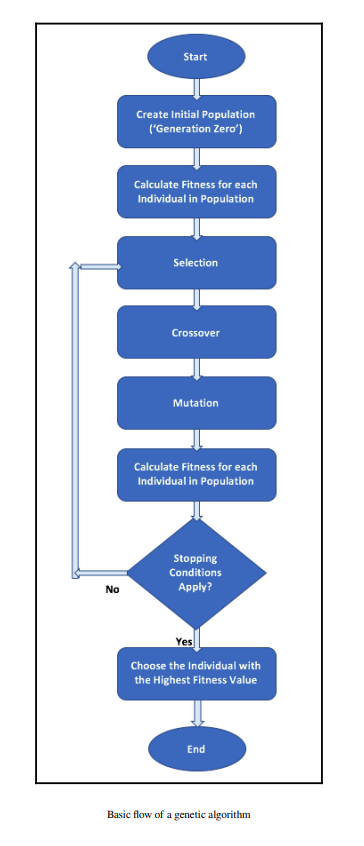 Start
Create Initial Population
(‘Generation Zero’)
Calculate Fitness for each
Individual in Population
Selection
Crossover
Mutation
Calculate Fitness for each
Individual in Population
Stopping
Conditions
Apply?
No
Yes
Choose the Individual with
the Highest Fitness Value
End
Basic flow of a genetic algorithm